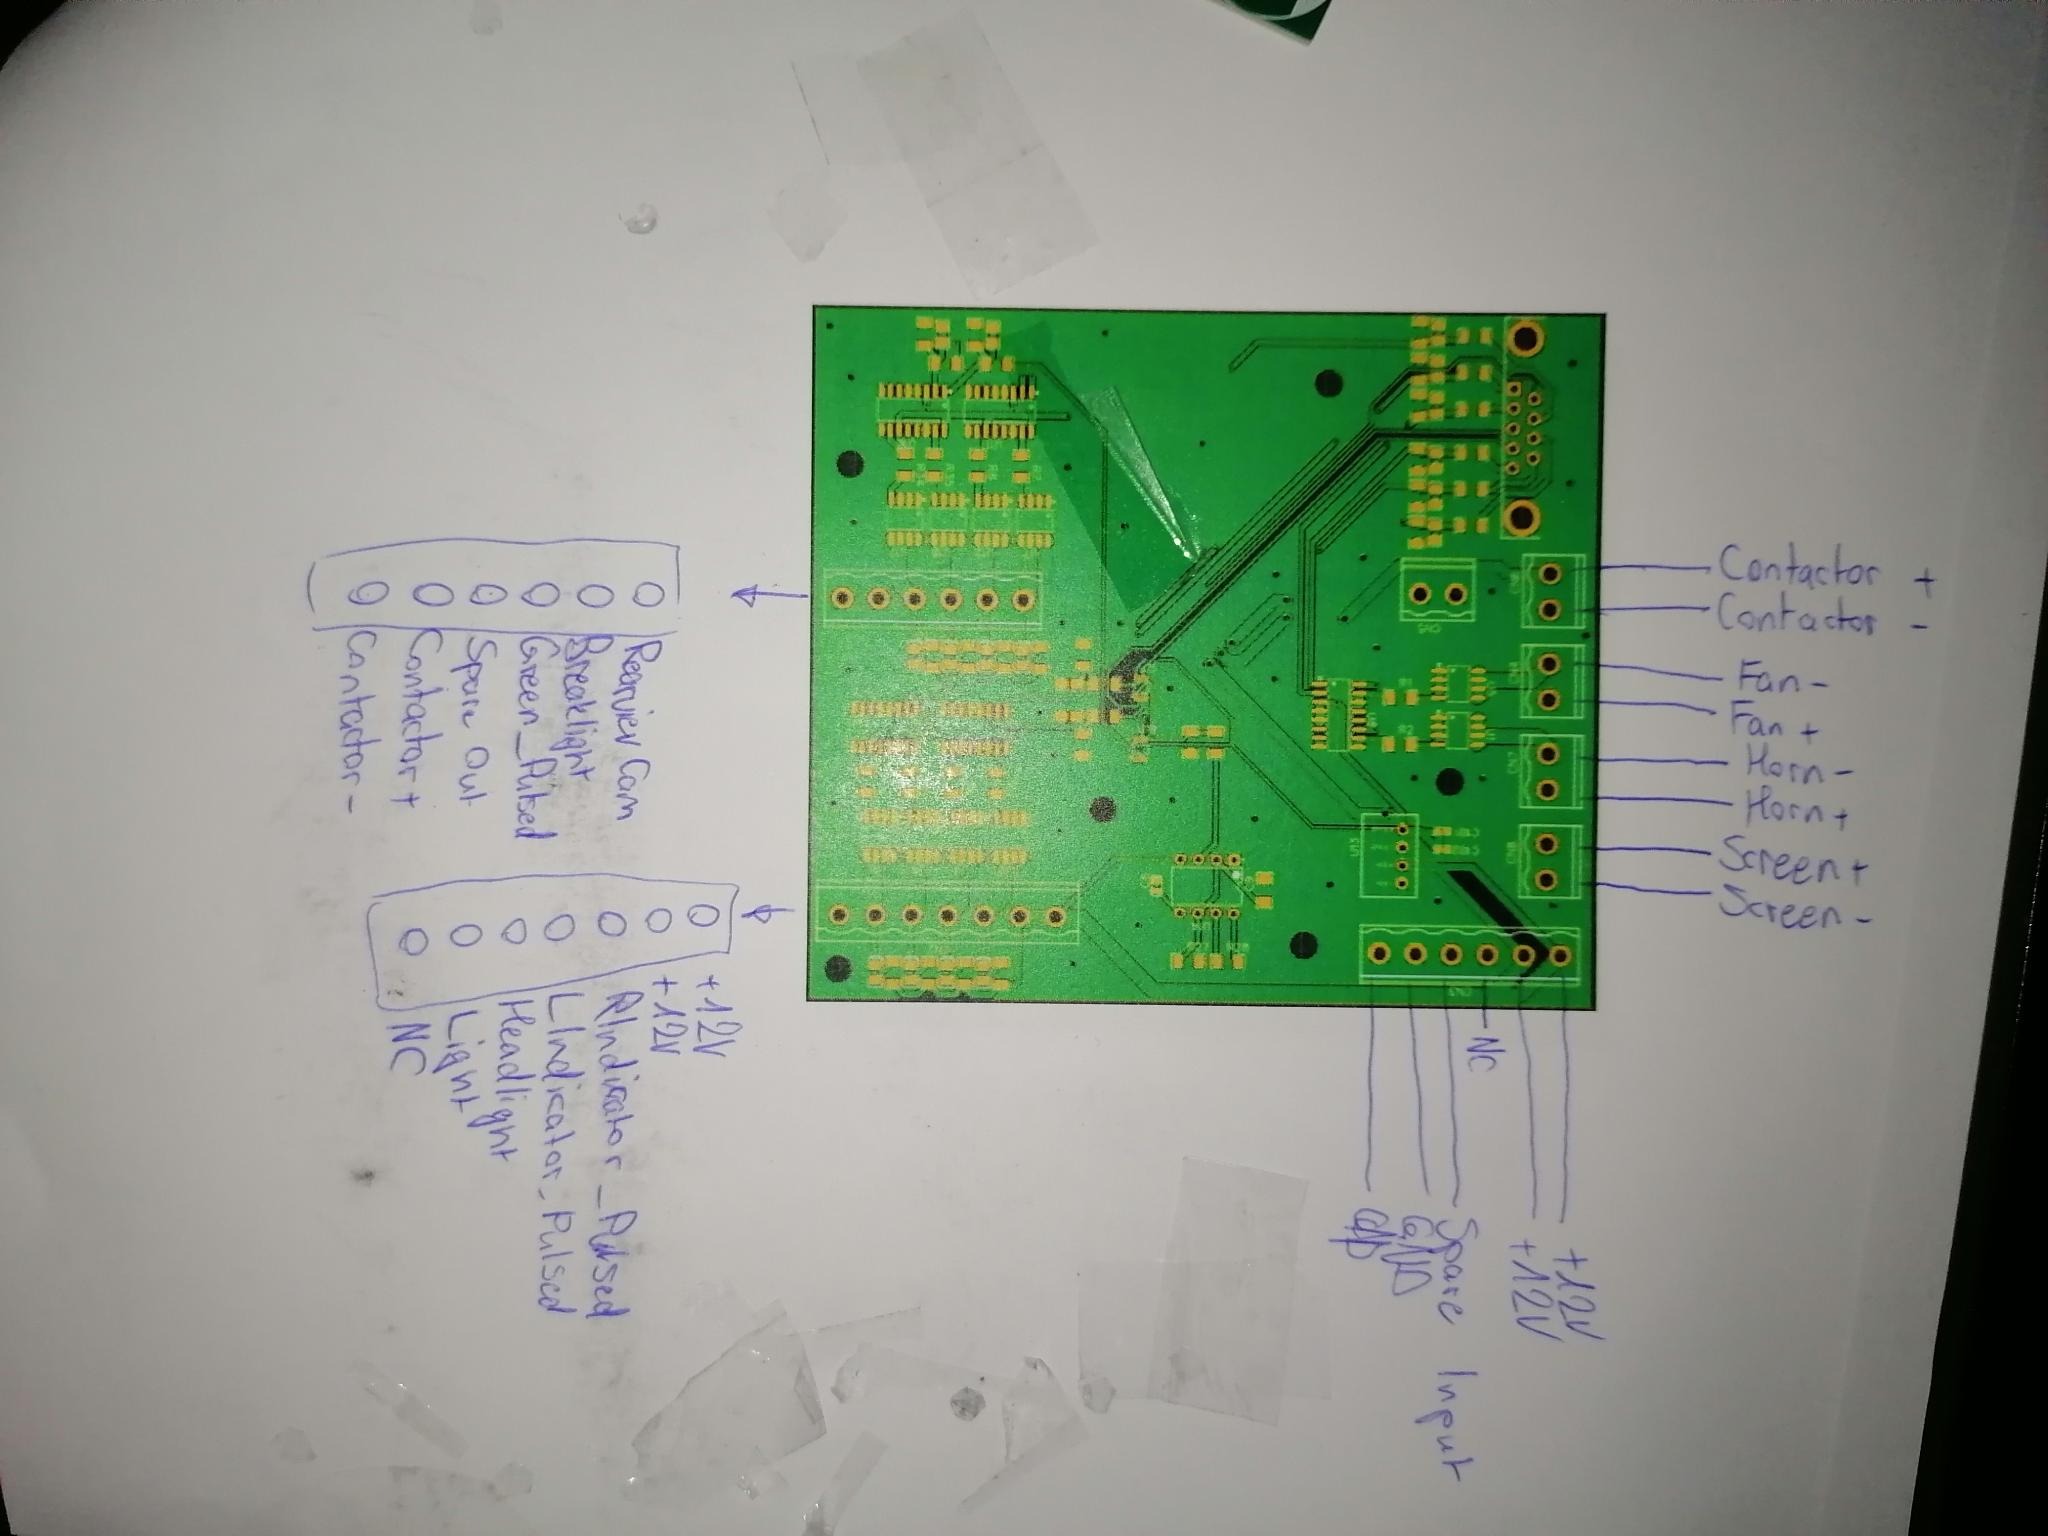 Contactor +
Contactor -
Fan -
Fan +
Horn -
Horn +
Screen +
Screen -
Rearview Cam
Breaklight
Green_Pulsed
Spare Out
Contactor +
Contactor -
+12V
+12V
RIndicator_Pulsed
LIndicator_Pulsed
Headlight
Light
NC
+12V
+12V
NC
Spare Input
GND